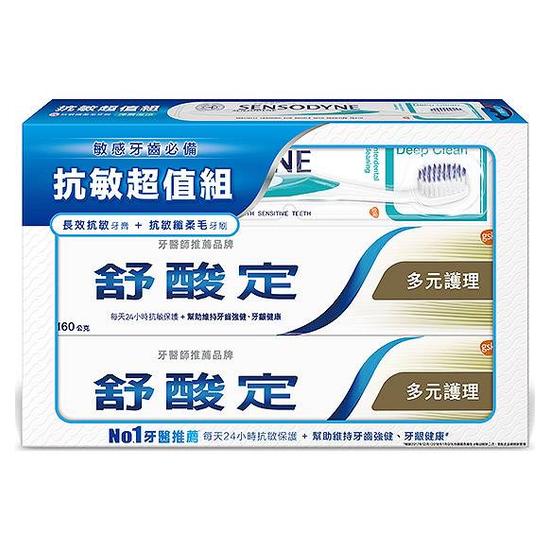 抗敏超值組
SENSODYNE
敏感牙齒必備
抗敏超值組
長效抗敏牙膏 + 抗敏纖柔毛牙刷
NE
Deep Clean
TH SENSITIVE TEETH
牙醫師推薦品牌
舒酸定
gsk
多元護理
每天24小時抗敏保護 + 幫助維持牙齒強健、牙齦健康
160公克
牙醫師推薦品牌
舒酸定
gsk
多元護理
No.1牙醫推薦 每天24小時抗敏保護 + 幫助維持牙齒強健、牙齦健康